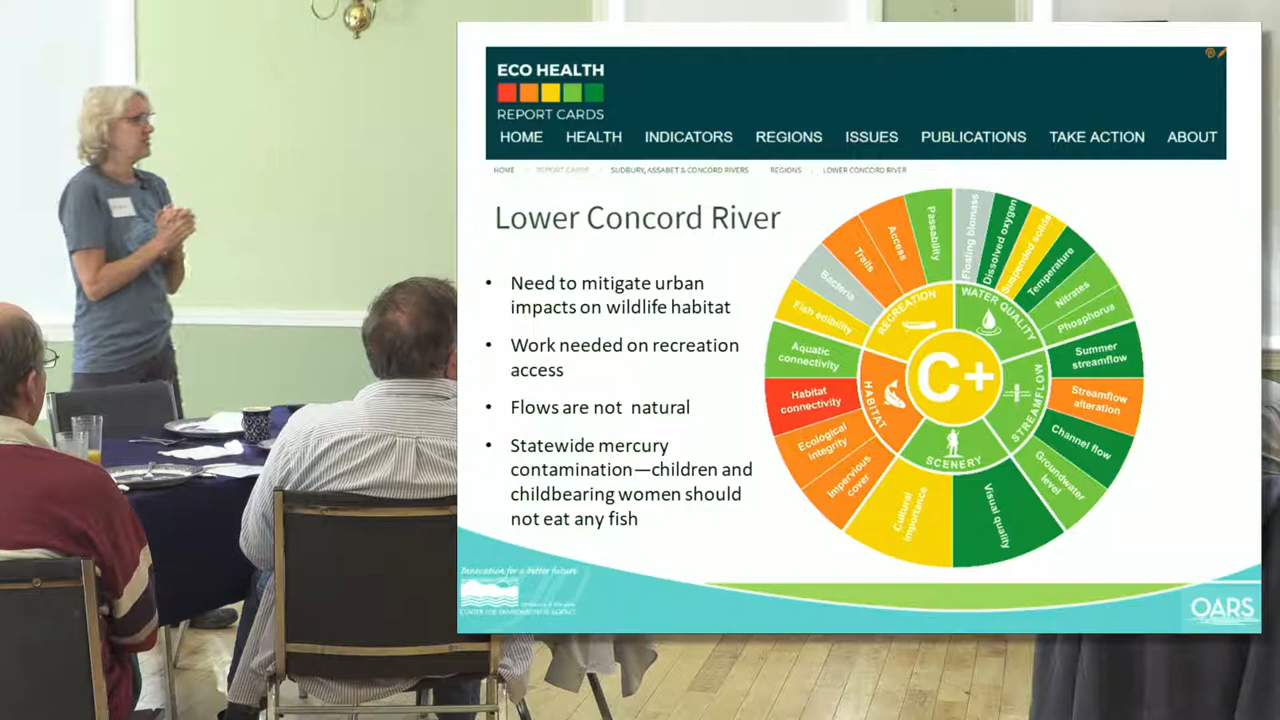 ECO HEALTH
REPORT CARDS
HOME HEALTH INDICATORS REGIONS ISSUES PUBLICATIONS TAKE ACTION ABOUT
HOME REPORT CARDS SUDBURY, ASSABET & CONCORD RIVERS REGIONS LOWER CONCORD RIVER
Lower Concord River
• Need to mitigate urban
impacts on wildlife habitat
• Work needed on recreation
access
• Flows are not natural
• Statewide mercury
contamination—children and
childbearing women should
not eat any fish
C+
RECREATION
WATER QUALITY
STREAMFLOW
SCENERY
HABITAT
Floating biomass
Dissolved oxygen
Suspended solids
Temperature
Nitrates
Phosphorus
Summer
streamflow
Streamflow
alteration
Channel flow
Groundwater
level
Visual quality
Cultural
importance
Impervious
cover
Ecological
Integrity
Habitat
connectivity
Aquatic
connectivity
Fish edibility
Bacteria
Trails
Access
Passability
Innovation for a better future
OARS